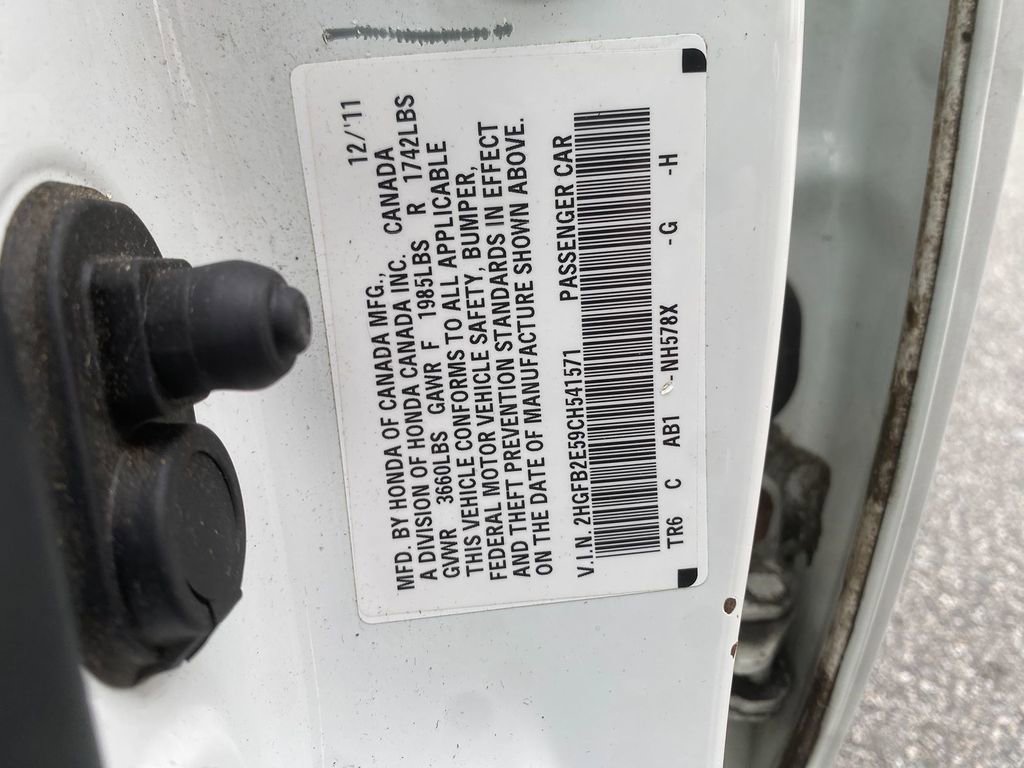 12/'11
MFD. BY HONDA OF CANADA MFG.,
A DIVISION OF HONDA CANADA INC. CANADA
GVWR 3660LBS GAWR F 1985LBS R 1742LBS
THIS VEHICLE CONFORMS TO ALL APPLICABLE
FEDERAL MOTOR VEHICLE SAFETY, BUMPER,
AND THEFT PREVENTION STANDARDS IN EFFECT
ON THE DATE OF MANUFACTURE SHOWN ABOVE.
V.I.N. 2HGFB2E59CH541571 PASSENGER CAR
TR6 C AB1 -NH578X -G -H